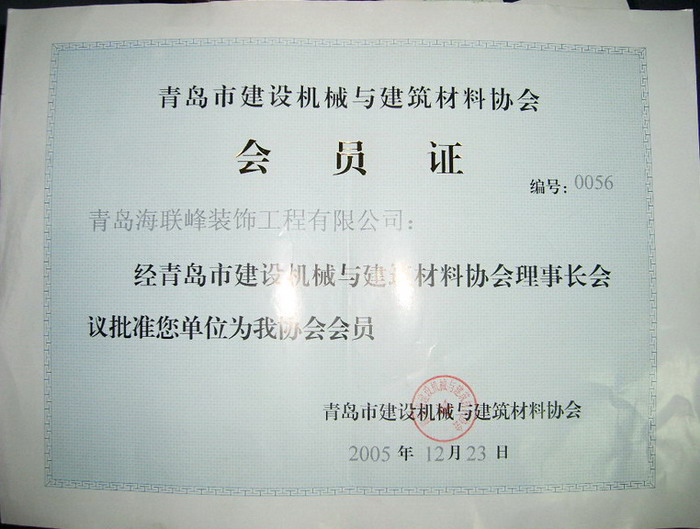 青岛市建设机械与建筑材料协会
会员证
编号:0056
青岛海联峰装饰工程有限公司:
经青岛市建设机械与建筑材料协会理事长会
议批准您单位为我协会会员
青岛市建设机械与建筑材料协会
2005年12月23日